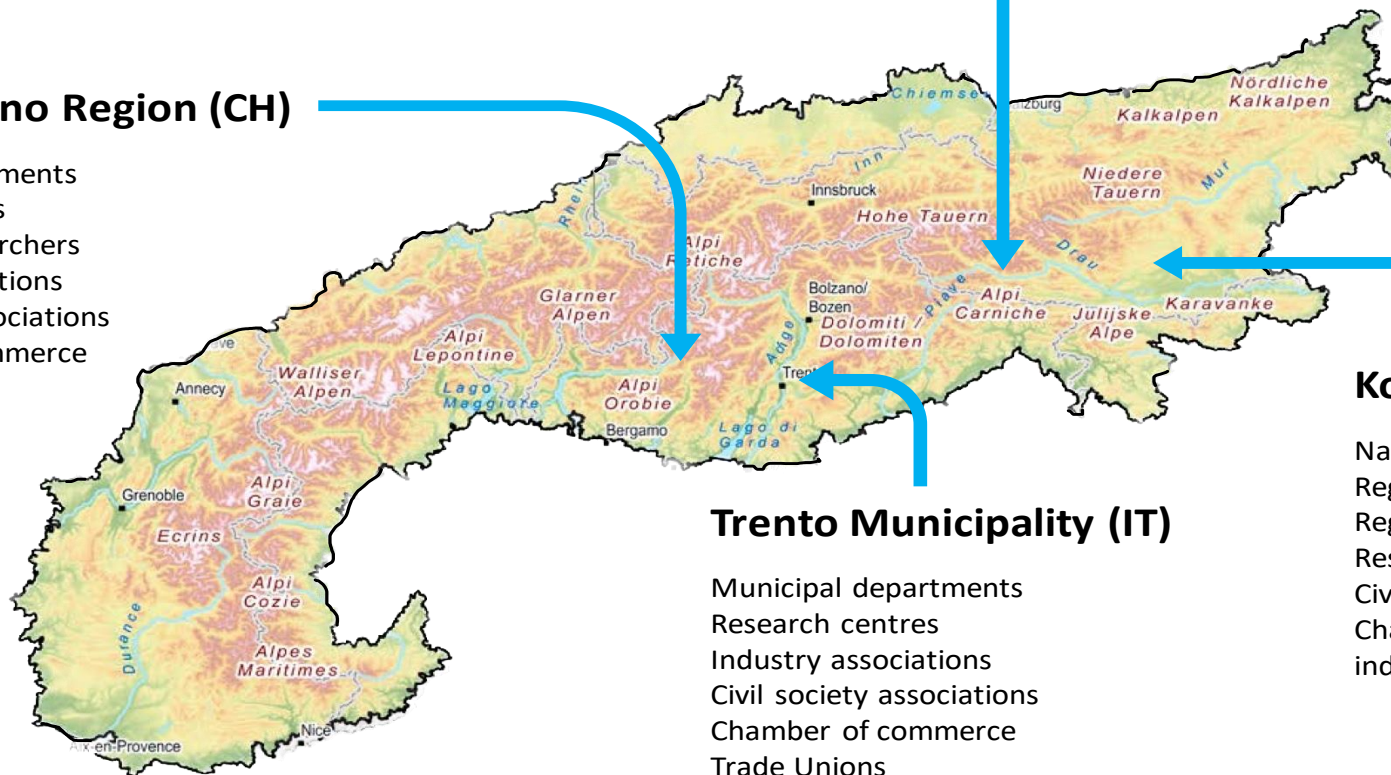 no Region (CH)
ments
s
rchers
tions
ociations
mmerce
Trento Municipality (IT)
Municipal departments
Research centres
Industry associations
Civil society associations
Chamber of commerce
Trade Unions
Ko
Na
Reg
Reg
Res
Civ
Cha
ind
Chiemse
zburg
Nördliche
Kalkalpen
Kalkalpen
Inn
Innsbruck
Niedere
Tauern
Mur
Rhein
Hohe Tauern
Alpi
Retiche
Drau
Glarner
Alpen
Bolzano/
Bozen
Piave
Alpi
Carniche
Karavanke
Julijske
Alpe
Dolomiti /
Dolomiten
Adige
Alpi
Lepontine
Trento
Walliser
Alpen
Annecy
Lago
Maggiore
Alpi
Orobie
Bergamo
Lago di
Garda
Grenoble
Alpi
Graie
Ecrins
Alpi
Cozie
Durance
Alpes
Maritimes
Nice
Aix-en-Provence